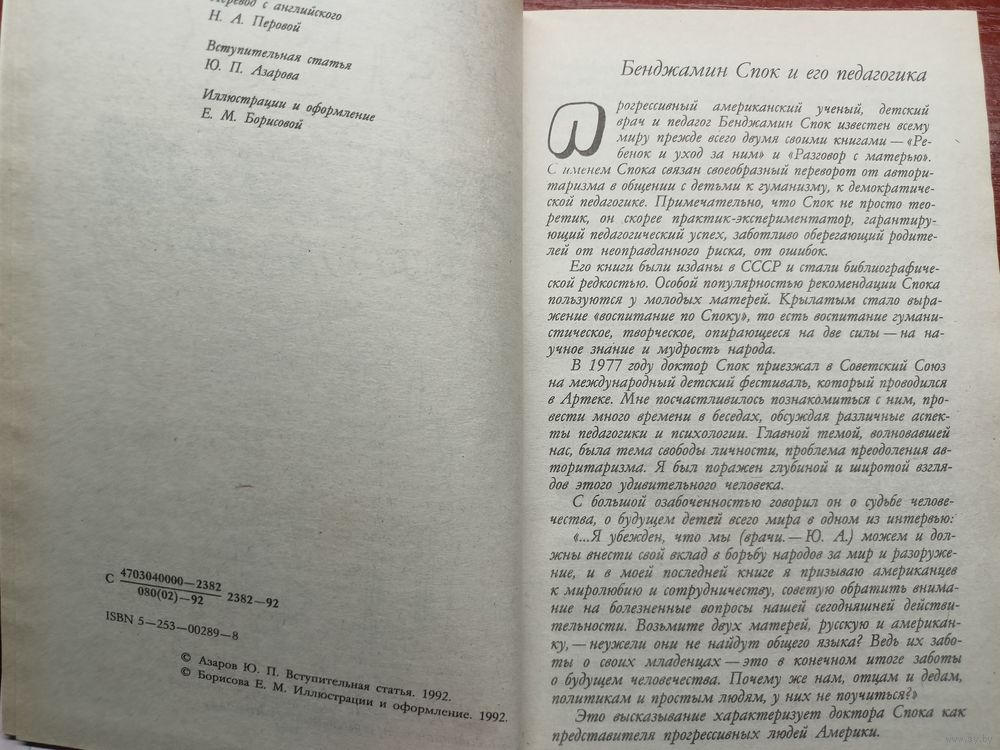 Перевод с английского
Н. А. Перовой
Вступительная статья
Ю. П. Азарова
Иллюстрации и оформление
Е. М. Борисовой
С 4703040000—2382
080(02)—92
2382—92
ISBN 5—253—00289—8
© Азаров Ю. П. Вступительная статья. 1992.
© Борисова Е. М. Иллюстрации и оформление. 1992.
Бенджамин Спок и его педагогика
Прогрессивный американский ученый, детский
врач и педагог Бенджамин Спок известен всему
миру прежде всего двумя своими книгами — «Ре-
бенок и уход за ним» и «Разговор с матерью».
С именем Спока связан своеобразный переворот от автори-
таризма в общении с детьми к гуманизму, к демократиче-
ской педагогике. Примечательно, что Спок не просто тео-
ретик, он скорее практик-экспериментатор, гарантирую-
щий педагогический успех, заботливо оберегающий родите-
лей от неоправданного риска, от ошибок.
Его книги были изданы в СССР и стали библиографиче-
ской редкостью. Особой популярностью рекомендации Спока
пользуются у молодых матерей. Крылатым стало выра-
жение «воспитание по Споку», то есть воспитание гумани-
стическое, творческое, опирающееся на две силы — на на-
учное знание и мудрость народа.
В 1977 году доктор Спок приезжал в Советский Союз
на международный детский фестиваль, который проводился
в Артеке. Мне посчастливилось познакомиться с ним, про-
вести много времени в беседах, обсуждая различные аспек-
ты педагогики и психологии. Главной темой, волновавшей
нас, была тема свободы личности, проблема преодоления ав-
торитаризма. Я был поражен глубиной и широтой взгля-
дов этого удивительного человека.
С большой озабоченностью говорил он о судьбе челове-
чества, о будущем детей всего мира в одном из интервью:
«...Я убежден, что мы (врачи.— Ю. А.) можем и дол-
жны внести свой вклад в борьбу народов за мир и разоруже-
ние, и в моей последней книге я призываю американцев
к миролюбию и сотрудничеству, советую обратить внима-
ние на болезненные вопросы нашей сегодняшней действи-
тельности. Возьмите двух матерей, русскую и американ-
ку,— неужели они не найдут общего языка? Ведь их забо-
ты о своих младенцах — это в конечном итоге заботы
о будущем человечества. Почему же нам, отцам и дедам,
политикам и простым людям, у них не поучиться?»
Это высказывание характеризует доктора Спока как
представителя прогрессивных людей Америки.
www.ay.by